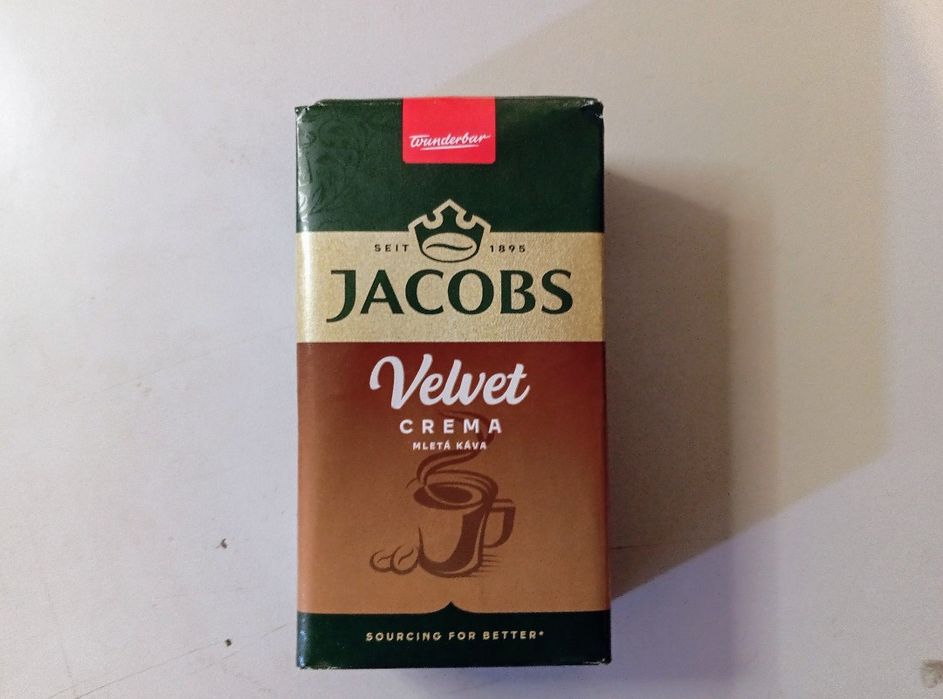 wunderbar
SEIT 1895
JACOBS
Velvet
CREMA
MLETÁ KÁVA
SOURCING FOR BETTER*